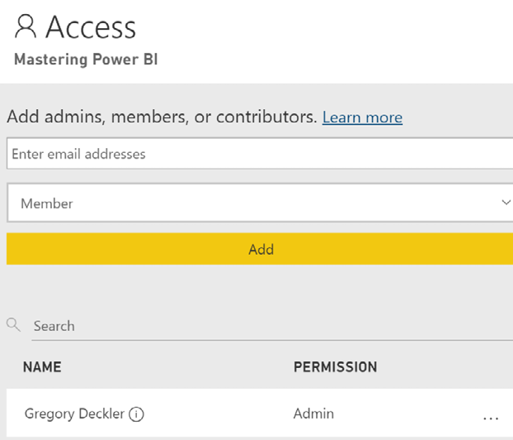 Access
Mastering Power BI
Add admins, members, or contributors. Learn more
Enter email addresses
Member
Add
Search
NAME PERMISSION
Gregory Deckler Admin ...